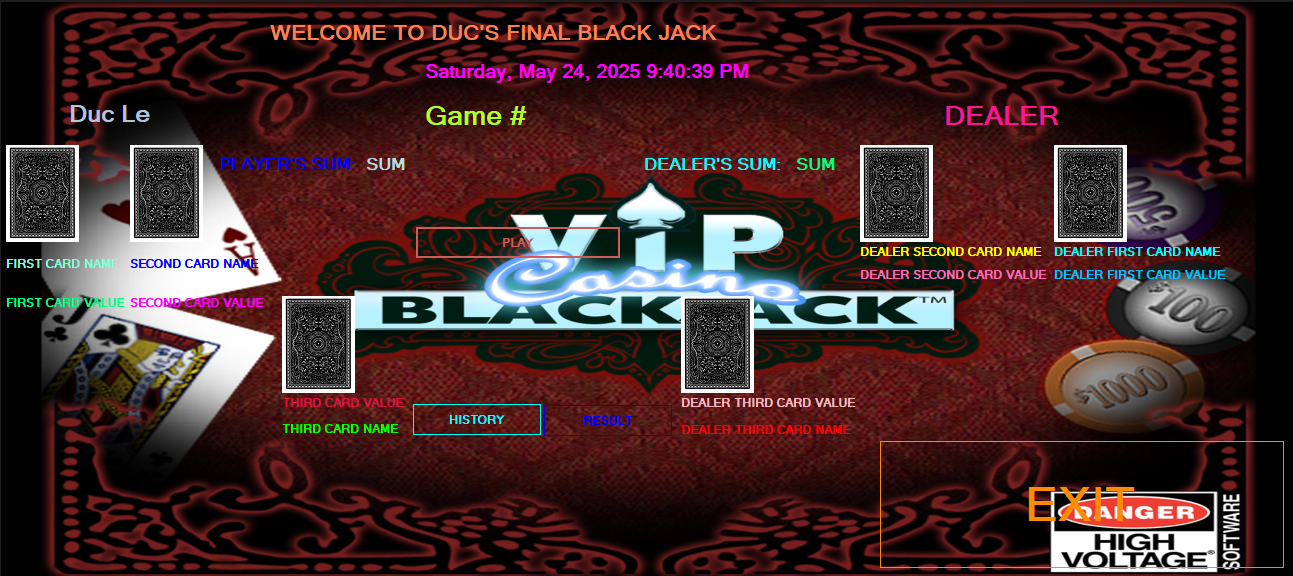 WELCOME TO DUC'S FINAL BLACK JACK
Saturday, May 24, 2025 9:40:39 PM
Duc Le
Game #
DEALER
PLAYER'S SUM: SUM
DEALER'S SUM: SUM
VIP
PLAY
Casino
BLACKJACK™
FIRST CARD NAME
SECOND CARD NAME
FIRST CARD VALUE
SECOND CARD VALUE
DEALER SECOND CARD NAME
DEALER FIRST CARD NAME
DEALER SECOND CARD VALUE
DEALER FIRST CARD VALUE
500
$100
$1000
J
THIRD CARD VALUE
THIRD CARD NAME
HISTORY
RESULT
DEALER THIRD CARD VALUE
DEALER THIRD CARD NAME
EXIT
DANGER
HIGH
VOLTAGE®
SOFTWARE